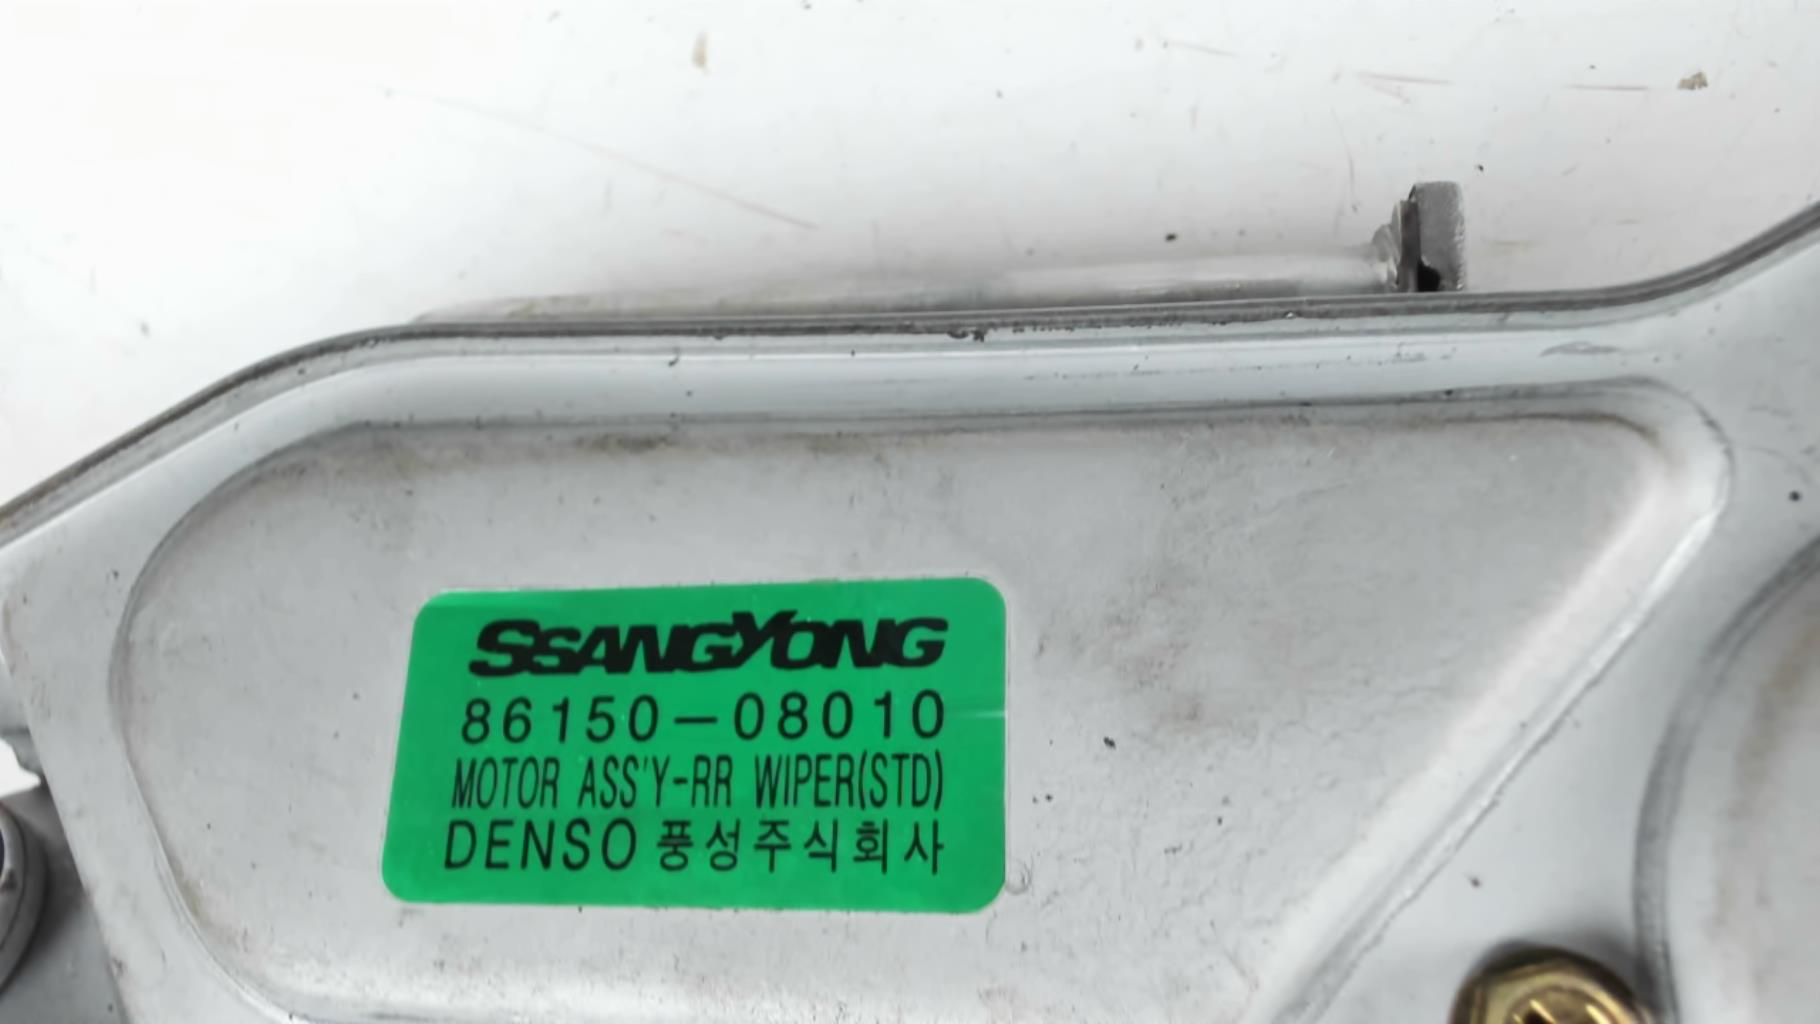 SSANGYONG
86150-08010
MOTOR ASS'Y-RR WIPER(STD)
DENSO 풍성주식회사